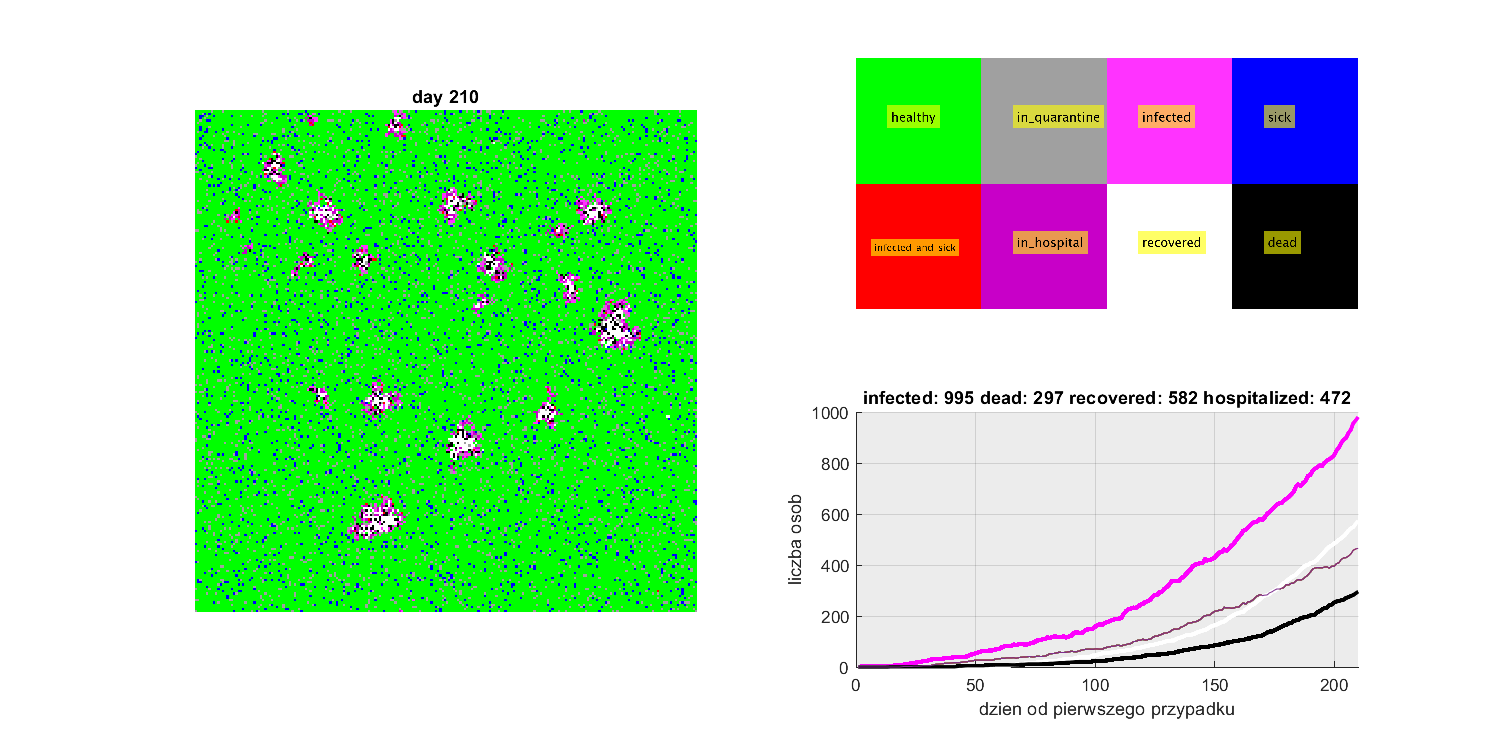 day 210
healthy
in_quarantine
infected
sick
infected and sick
in_hospital
recovered
dead
infected: 995 dead: 297 recovered: 582 hospitalized: 472
1000
800
600
400
200
0
liczba osob
0 50 100 150 200
dzien od pierwszego przypadku